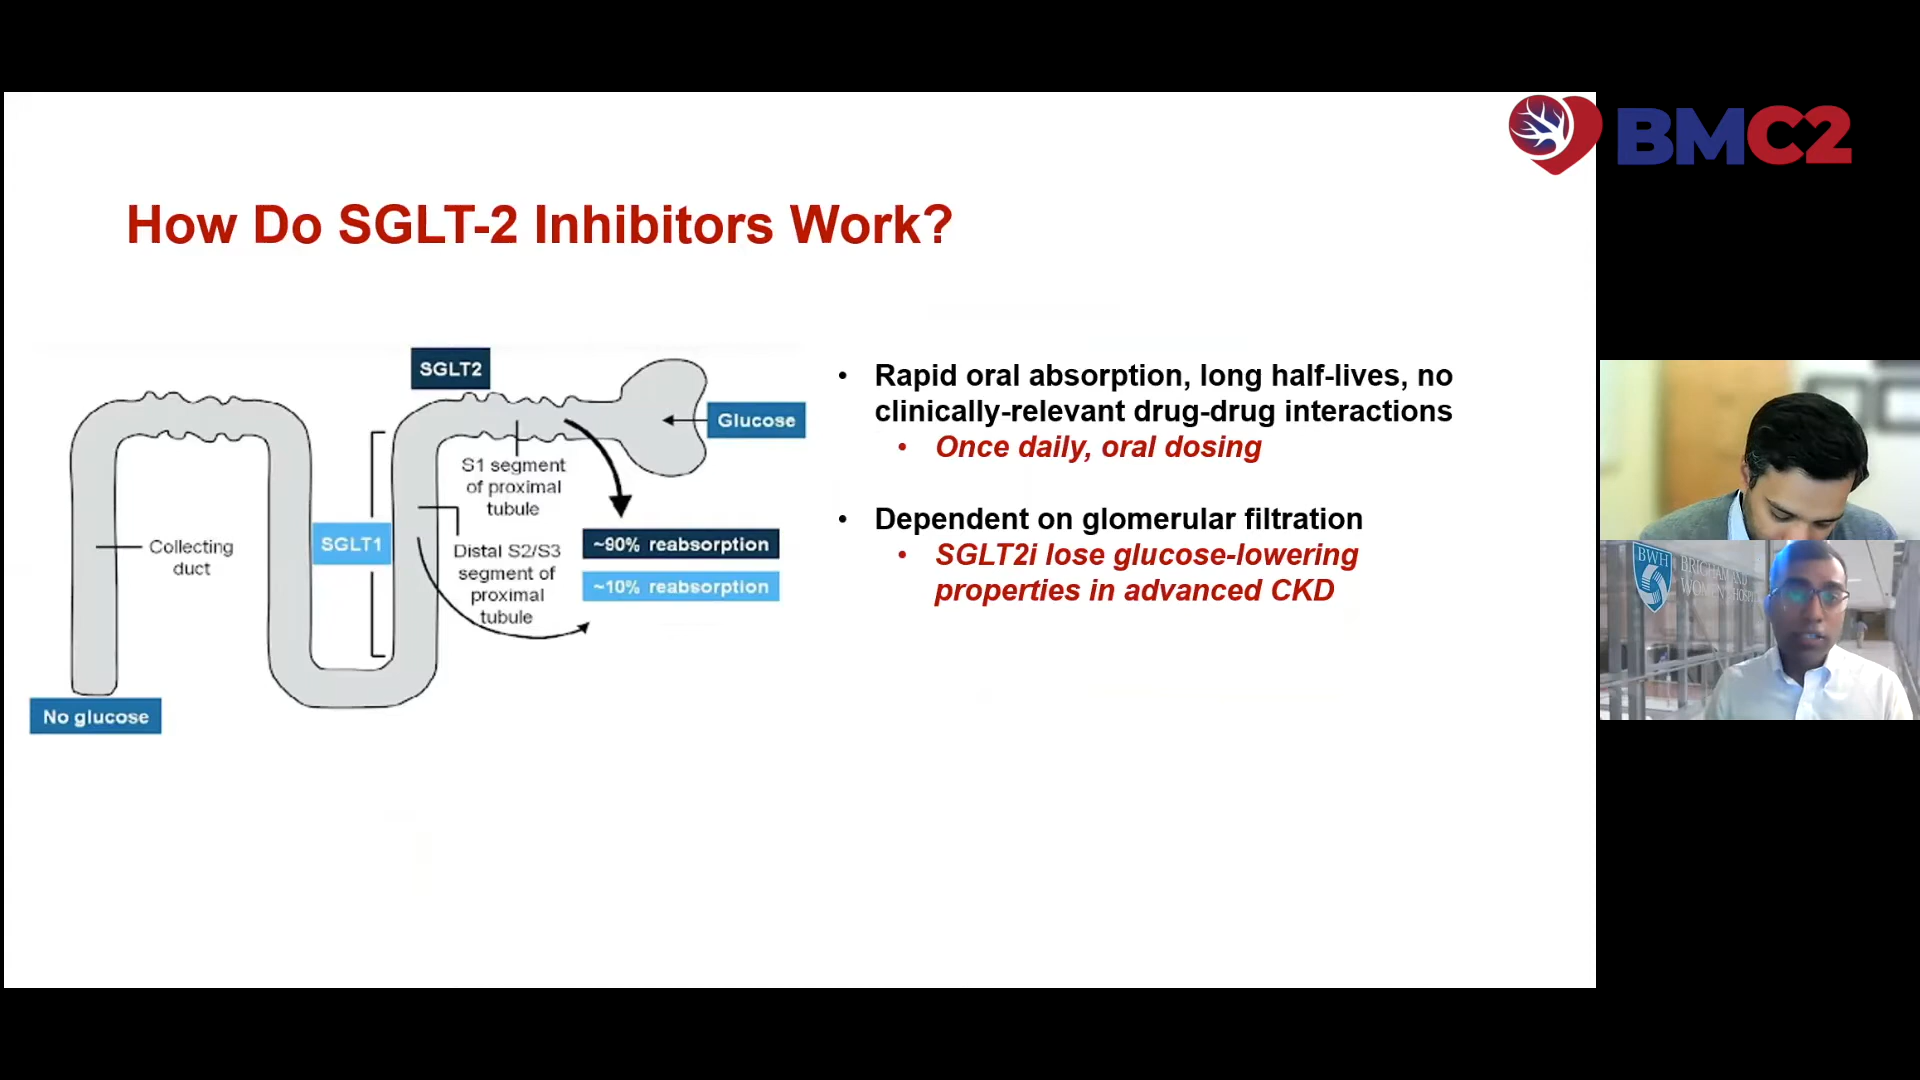 BMC2
How Do SGLT-2 Inhibitors Work?
SGLT2
Glucose
S1 segment
of proximal
tubule
SGLT1
Collecting
duct
Distal S2/S3
segment of
proximal
tubule
~90% reabsorption
~10% reabsorption
No glucose
• Rapid oral absorption, long half-lives, no
clinically-relevant drug-drug interactions
• Once daily, oral dosing
• Dependent on glomerular filtration
• SGLT2i lose glucose-lowering
properties in advanced CKD
BWH
BRIGHAM AND
WOMEN'S